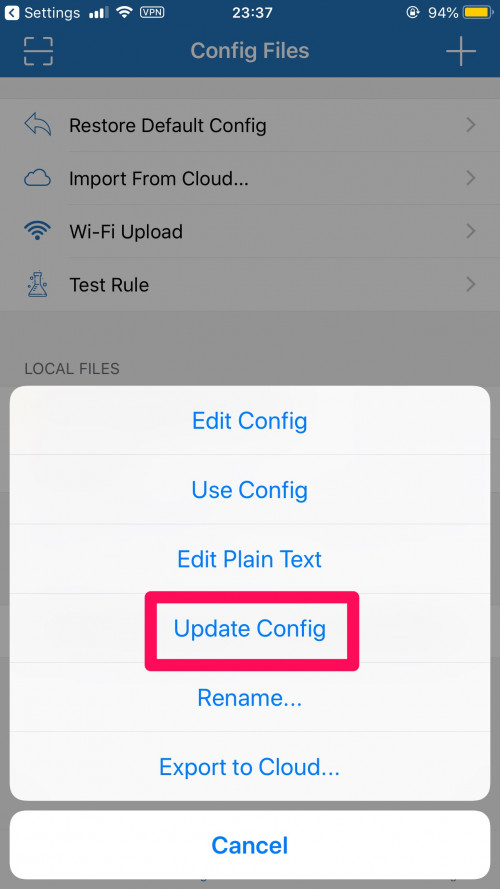 Settings VPN 23:37 94%
Config Files
Restore Default Config
Import From Cloud...
Wi-Fi Upload
Test Rule
LOCAL FILES
Edit Config
Use Config
Edit Plain Text
Update Config
Rename...
Export to Cloud...
Cancel